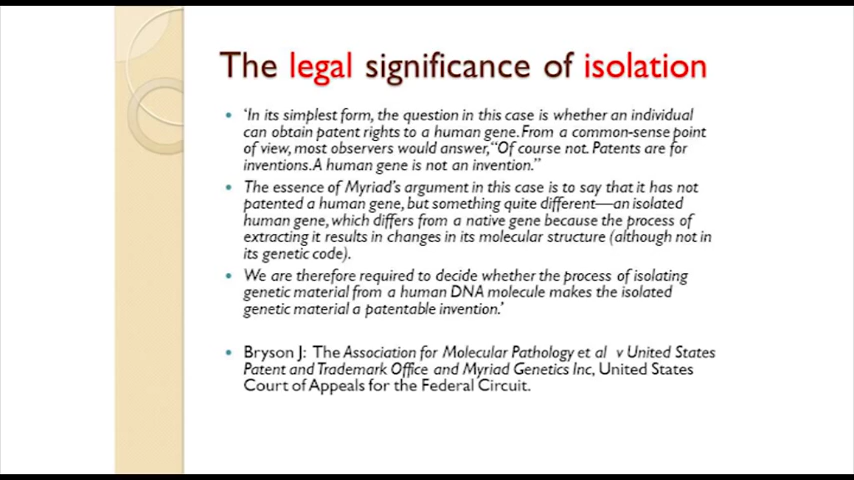 The legal significance of isolation
‘In its simplest form, the question in this case is whether an individual
can obtain patent rights to a human gene. From a common-sense point
of view, most observers would answer, “Of course not. Patents are for
inventions. A human gene is not an invention.”
The essence of Myriad’s argument in this case is to say that it has not
patented a human gene, but something quite different—an isolated
human gene, which differs from a native gene because the process of
extracting it results in changes in its molecular structure (although not in
its genetic code).
We are therefore required to decide whether the process of isolating
genetic material from a human DNA molecule makes the isolated
genetic material a patentable invention.’
Bryson J: The Association for Molecular Pathology et al v United States
Patent and Trademark Office and Myriad Genetics Inc, United States
Court of Appeals for the Federal Circuit.